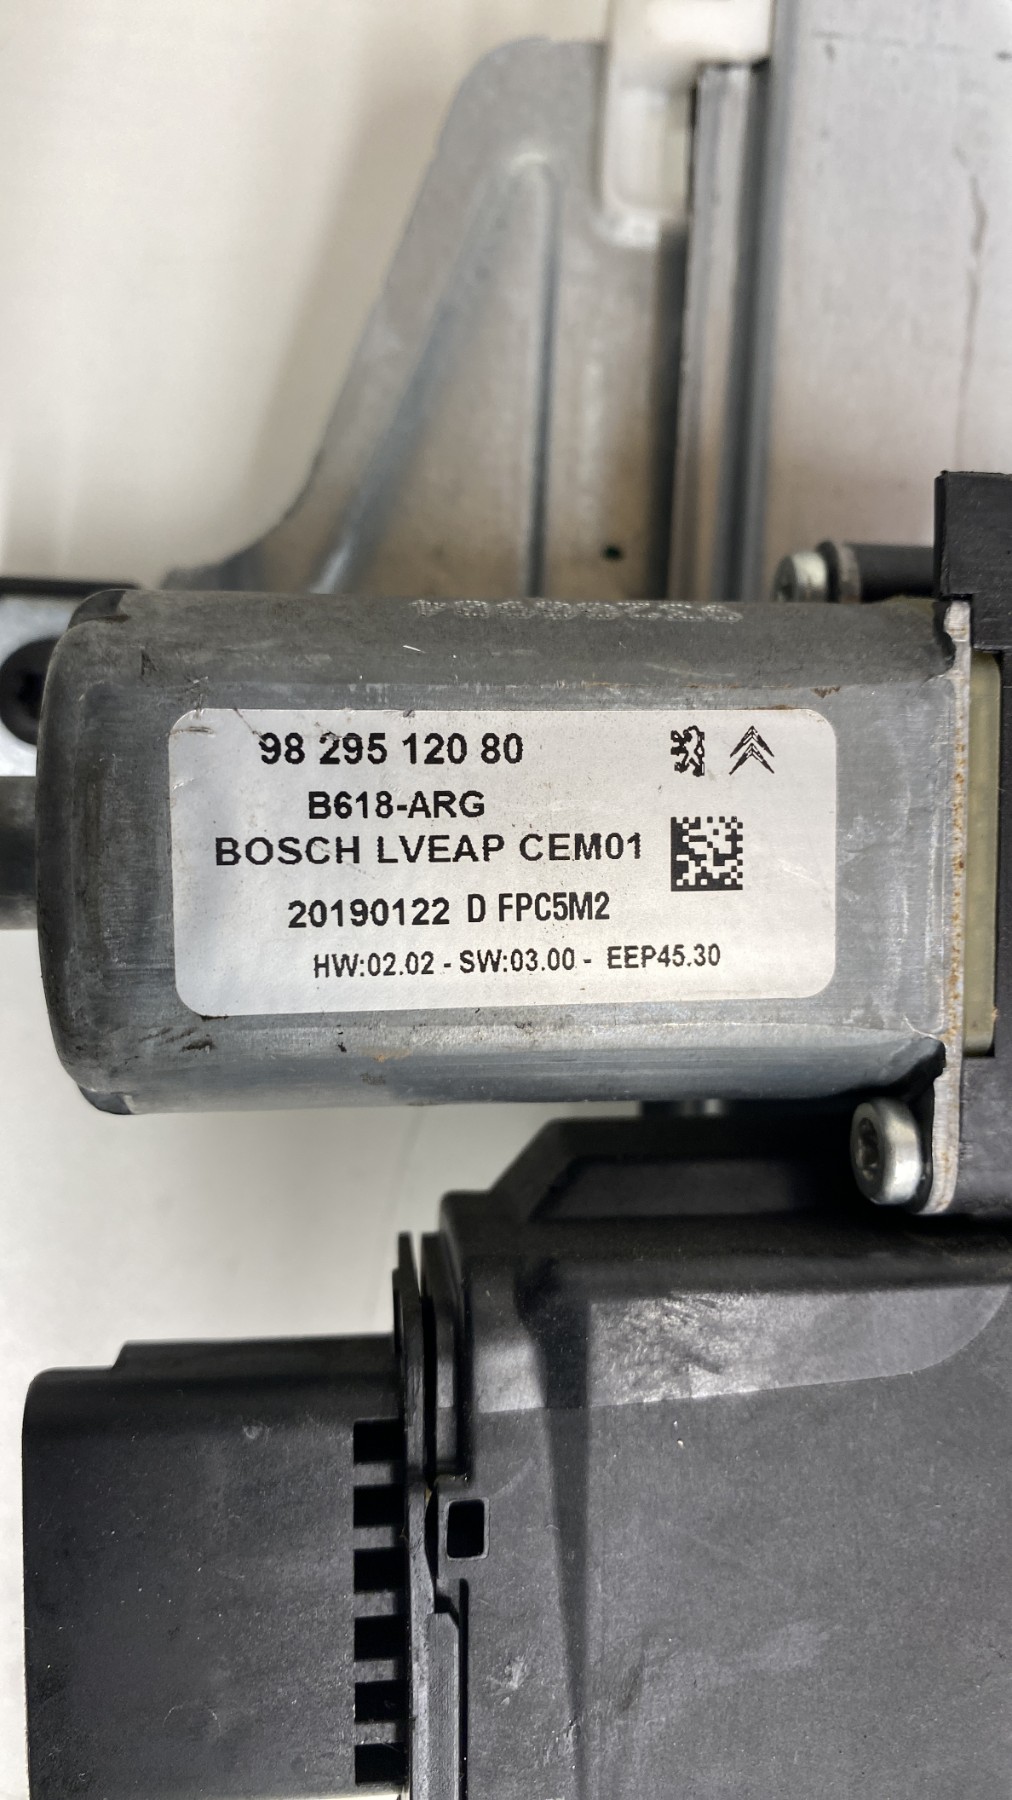 98 295 120 80
B618-ARG
BOSCH LVEAP CEM01
20190122 D FPC5M2
HW:02.02 - SW:03.00 - EEP45.30